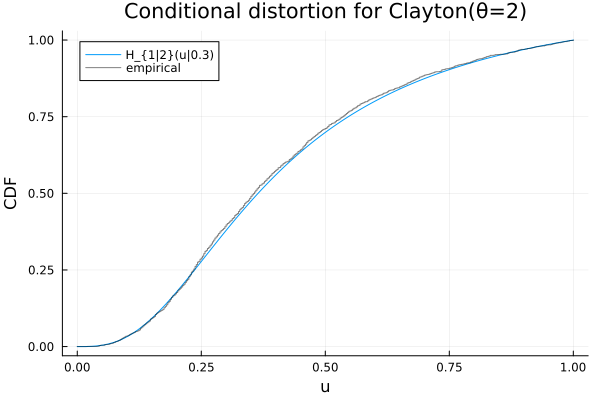 Conditional distortion for Clayton(θ=2)
H_{1|2}(u|0.3)
empirical
1.00
0.75
0.50
0.25
0.00
CDF
0.00 0.25 0.50 0.75 1.00
u